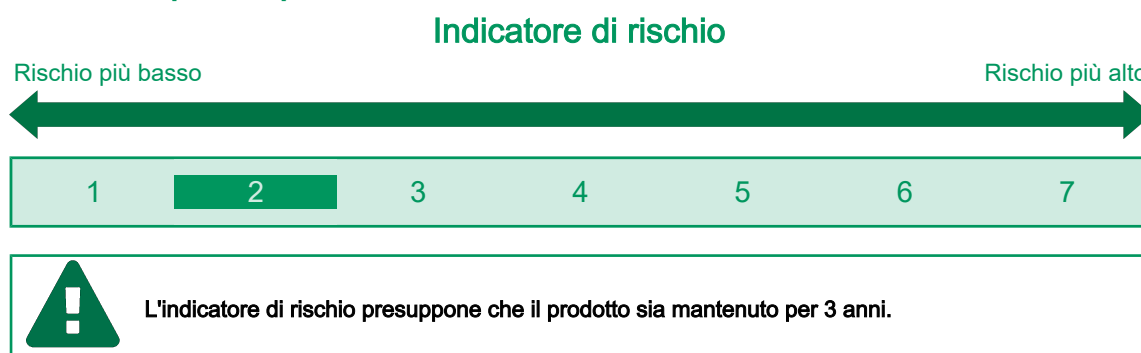 Indicatore di rischio
Rischio più basso Rischio più alto
1 2 3 4 5 6 7
L'indicatore di rischio presuppone che il prodotto sia mantenuto per 3 anni.